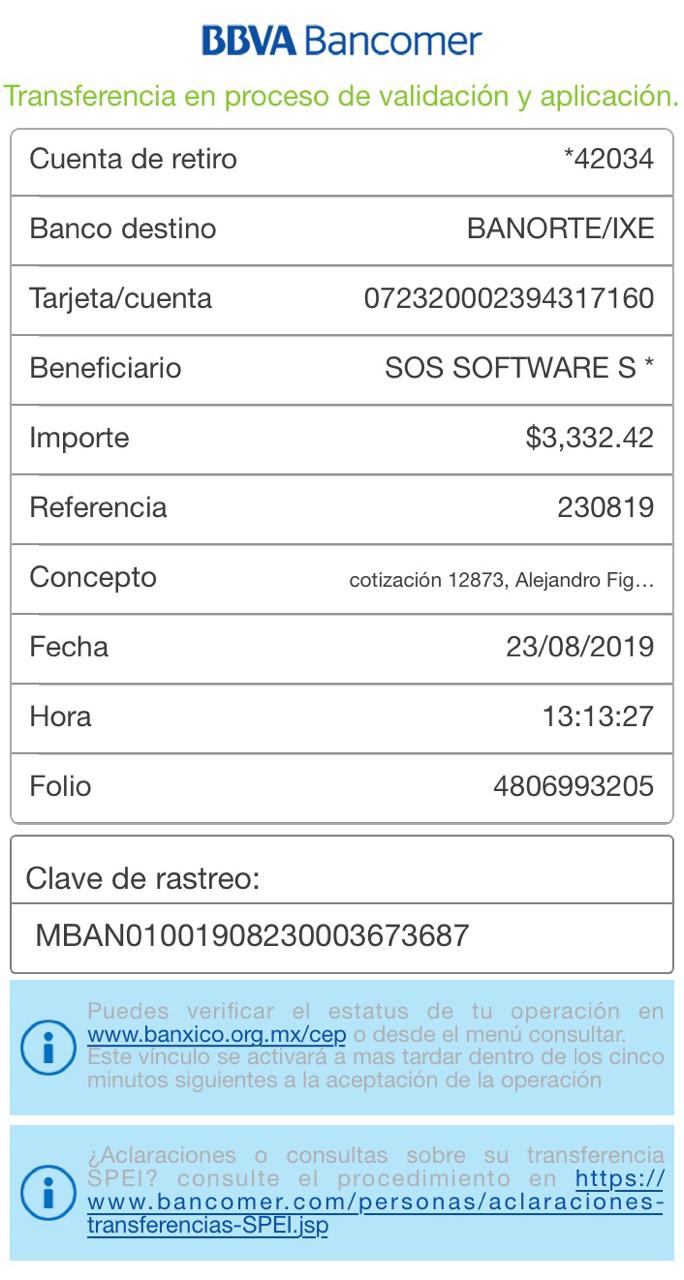 BBVA Bancomer
Transferencia en proceso de validación y aplicación.
Cuenta de retiro *42034
Banco destino BANORTE/IXE
Tarjeta/cuenta 072320002394317160
Beneficiario SOS SOFTWARE S *
Importe $3,332.42
Referencia 230819
Concepto cotización 12873, Alejandro Fig...
Fecha 23/08/2019
Hora 13:13:27
Folio 4806993205
Clave de rastreo:
MBAN01001908230003673687
Puedes verificar el estatus de tu operación en
www.banxico.org.mx/cep o desde el menú consultar.
Este vínculo se activará a mas tardar dentro de los cinco
minutos siguientes a la aceptación de la operación
¿Aclaraciones o consultas sobre su transferencia
SPEI? consulte el procedimiento en https://
www.bancomer.com/personas/aclaraciones-
transferencias-SPEI.jsp